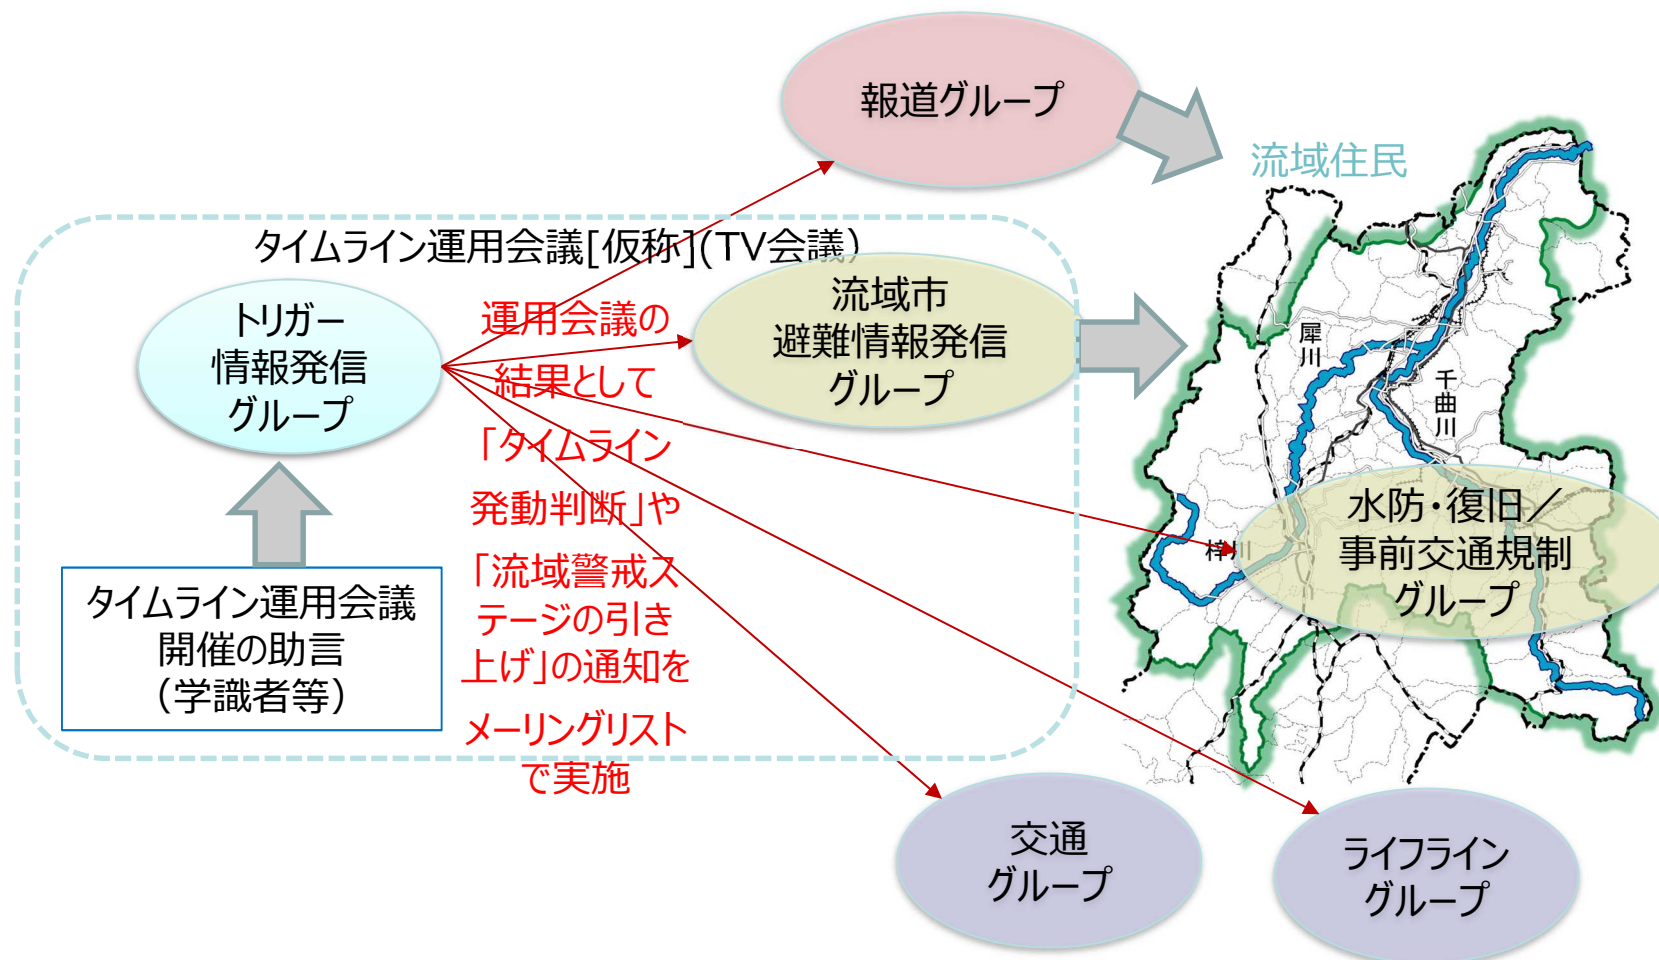 報道グループ
流域住民
タイムライン運用会議[仮称](TV会議)
トリガー
情報発信
グループ
運用会議の
結果として
「タイムライン
発動判断」や
「流域警戒ス
テージの引き
上げ」の通知を
メーリングリスト
で実施
流域市
避難情報発信
グループ
犀川
千曲川
梓川
水防・復旧／
事前交通規制
グループ
タイムライン運用会議
開催の助言
（学識者等）
交通
グループ
ライフライン
グループ